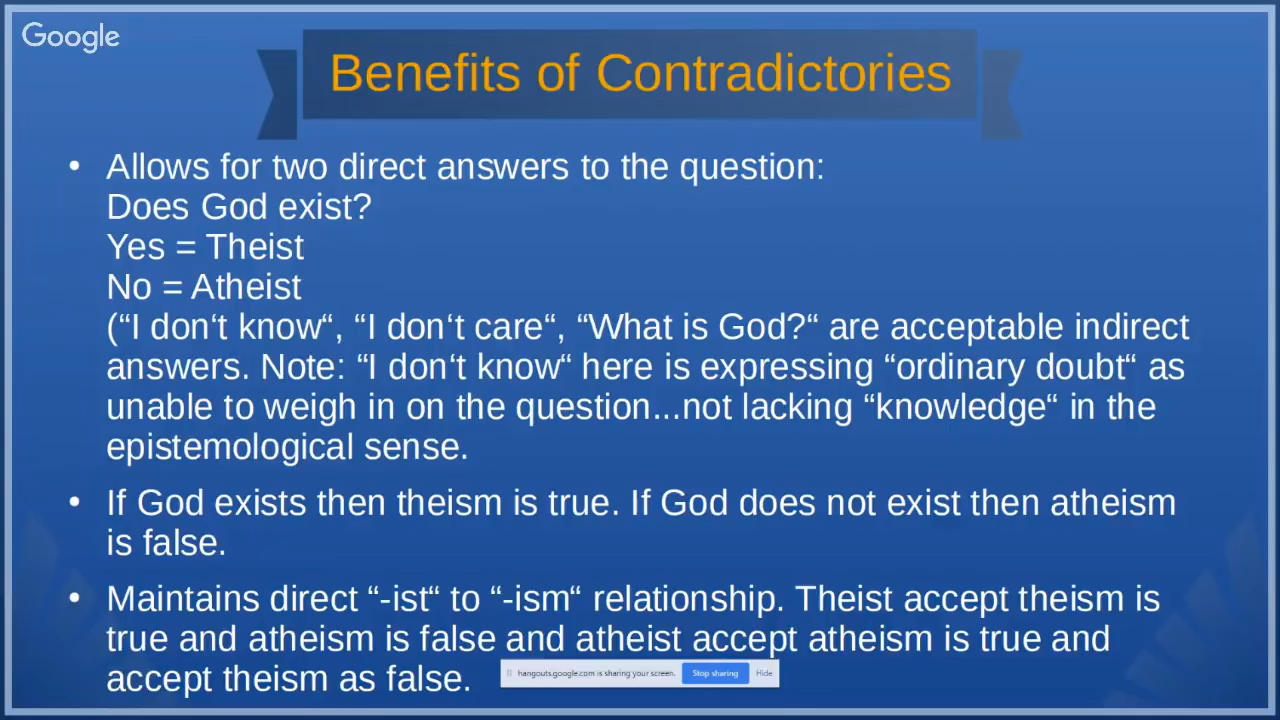 Google
Benefits of Contradictories
• Allows for two direct answers to the question:
Does God exist?
Yes = Theist
No = Atheist
(“I don‘t know“, “I don‘t care“, “What is God?“ are acceptable indirect
answers. Note: “I don‘t know“ here is expressing “ordinary doubt“ as
unable to weigh in on the question...not lacking “knowledge“ in the
epistemological sense.
• If God exists then theism is true. If God does not exist then atheism
is false.
• Maintains direct “-ist“ to “-ism“ relationship. Theist accept theism is
true and atheism is false and atheist accept atheism is true and
accept theism as false.
hangouts.google.com is sharing your screen. Stop sharing Hide